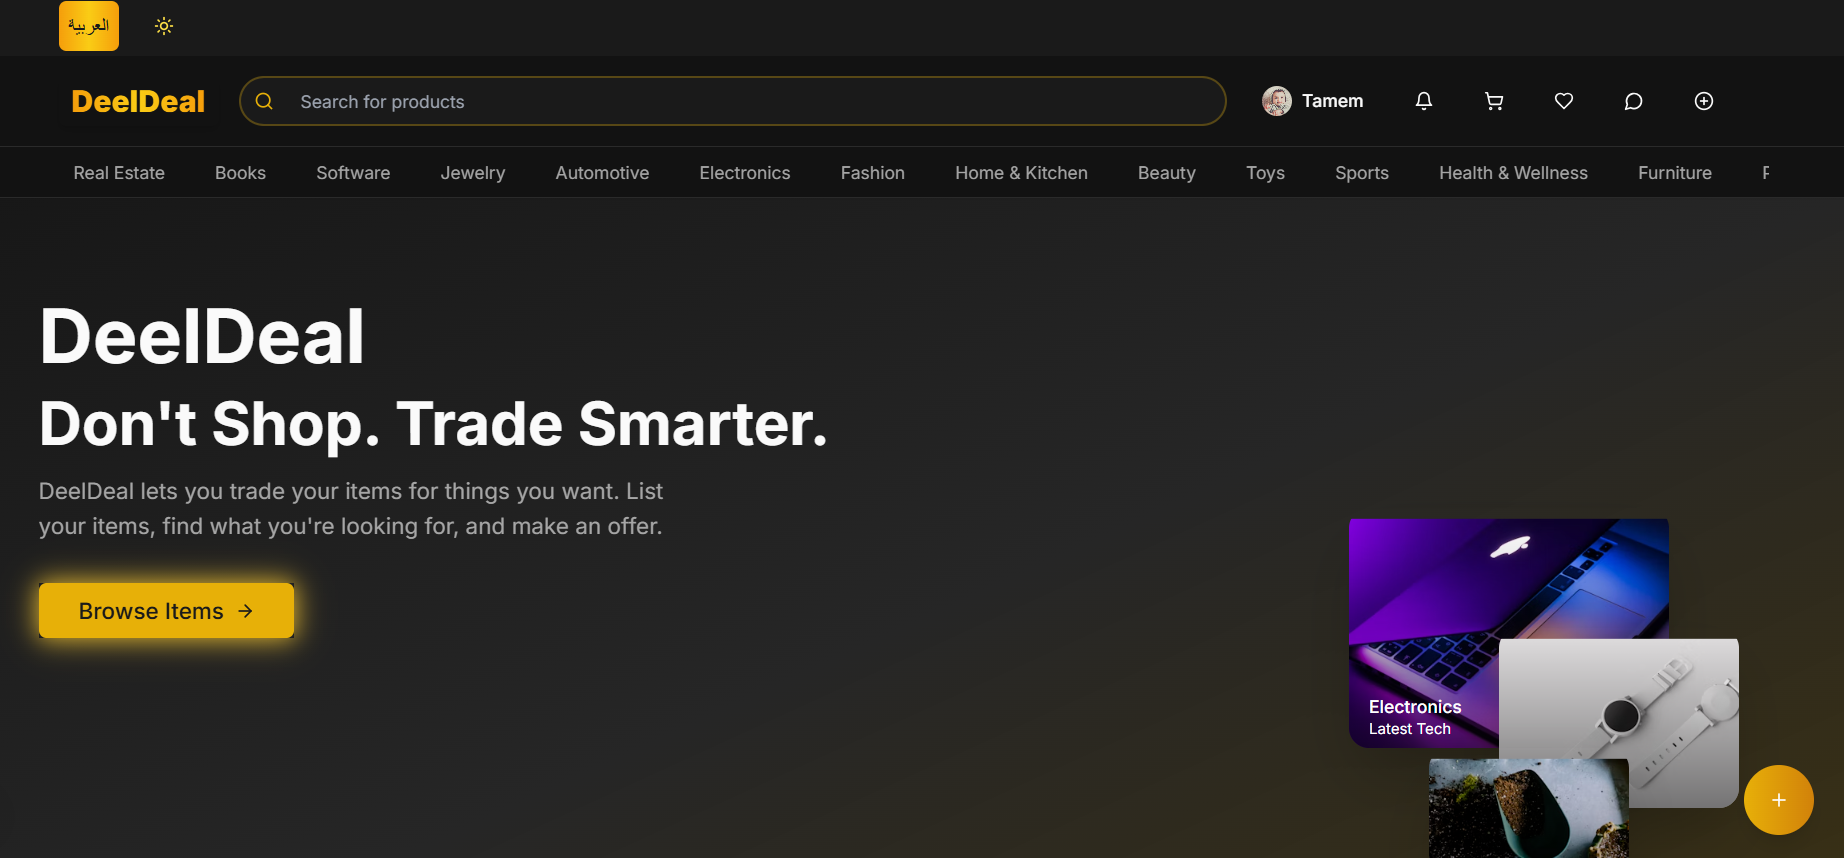 العربية
DeelDeal
Search for products
Tamem
Real Estate Books Software Jewelry Automotive Electronics Fashion Home & Kitchen Beauty Toys Sports Health & Wellness Furniture
DeelDeal
Don't Shop. Trade Smarter.
DeelDeal lets you trade your items for things you want. List
your items, find what you're looking for, and make an offer.
Browse Items
Electronics
Latest Tech